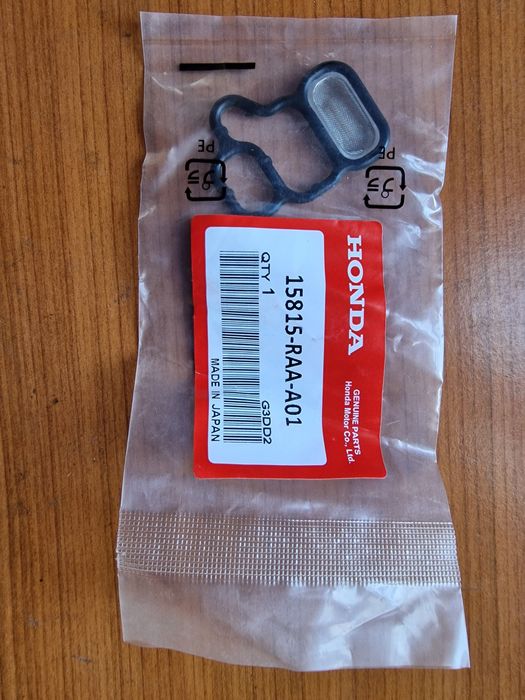 HONDA
GENUINE PARTS
Honda Motor Co., Ltd.
15815-RAA-A01
QTY 1
G3DD2
MADE IN JAPAN
PE
PE